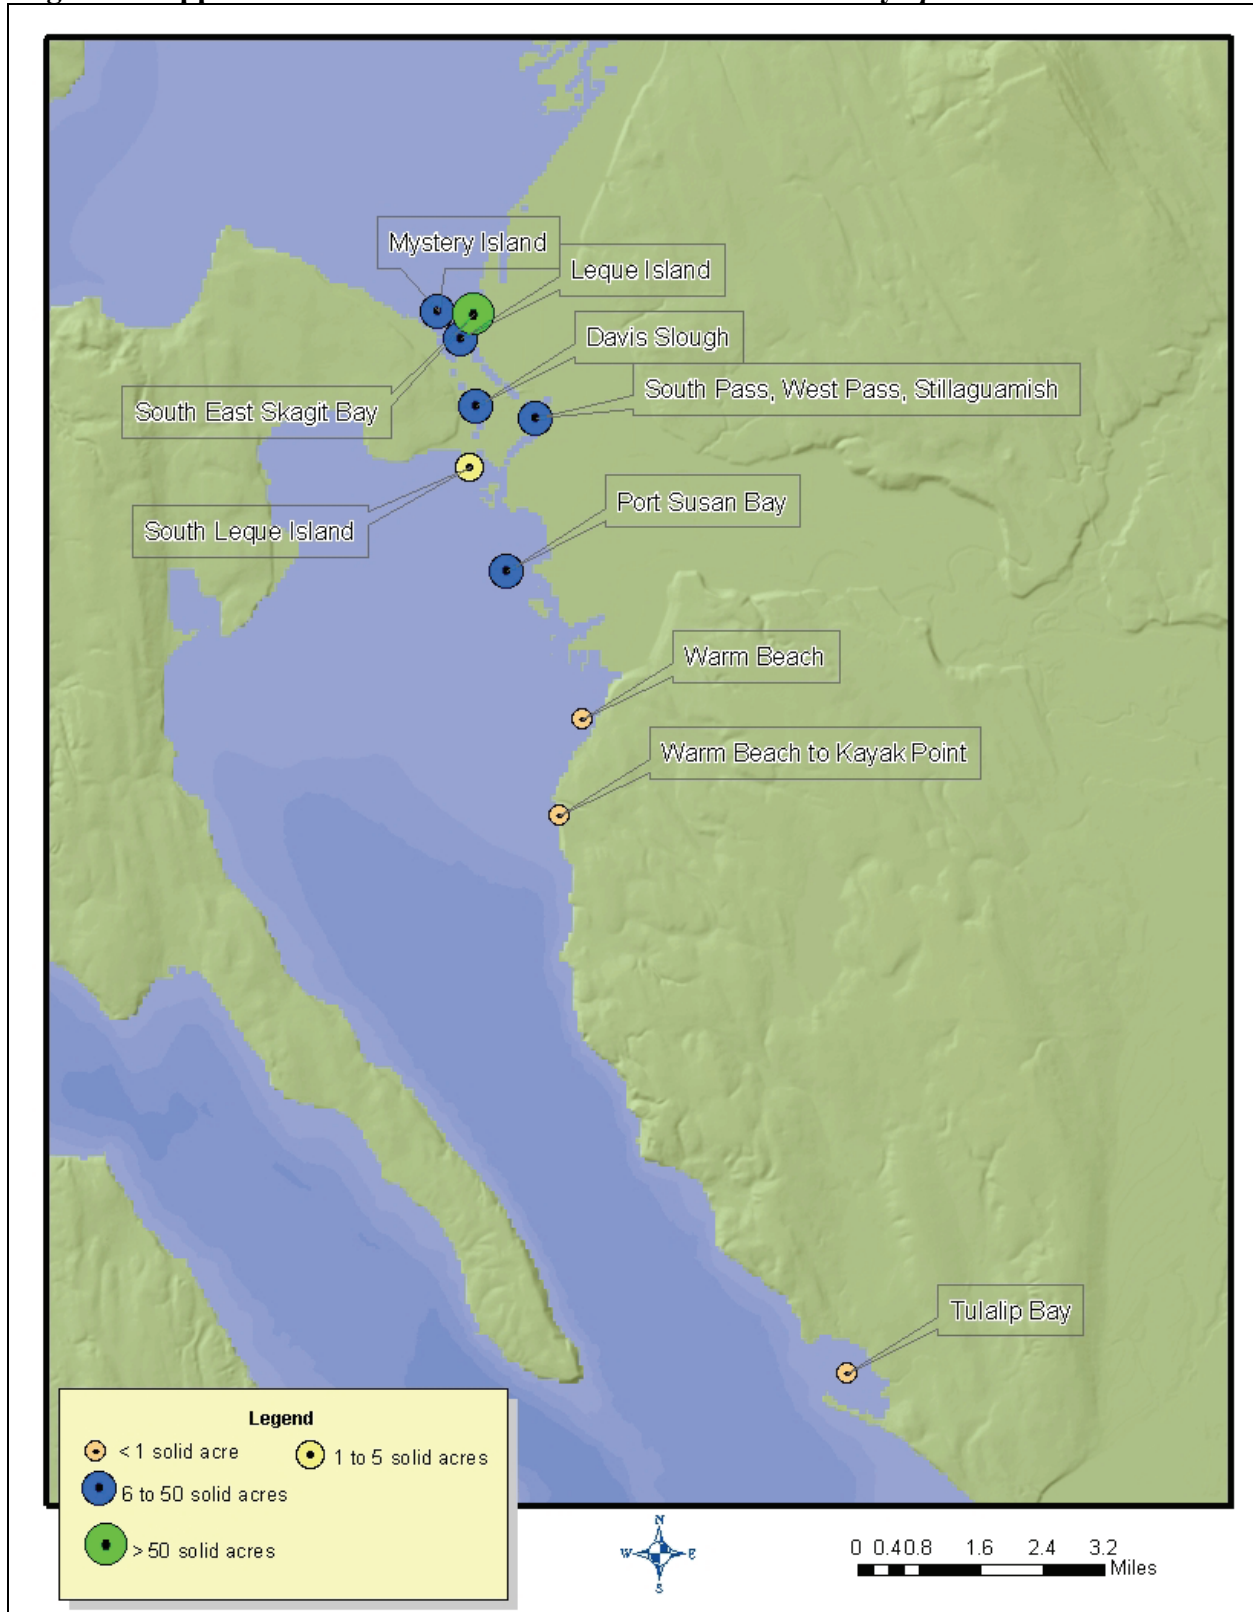 Mystery Island
Leque Island
Davis Slough
South Pass, West Pass, Stillaguamish
South East Skagit Bay
South Leque Island
Port Susan Bay
Warm Beach
Warm Beach to Kayak Point
Tulalip Bay
Legend
< 1 solid acre
1 to 5 solid acres
6 to 50 solid acres
> 50 solid acres
N
W E
S
0 0.4 0.8 1.6 2.4 3.2
Miles